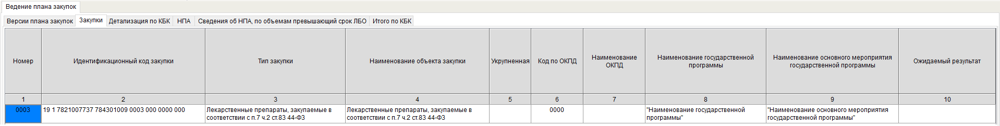 Ведение плана закупок
Версии плана закупок Закупки Детализация по КБК НПА Сведения об НПА, по объемам превышающий срок ЛБО Итого по КБК
Номер
Идентификационный код закупки
Тип закупки
Наименование объекта закупки
Укрупненная
Код по ОКПД
Наименование
ОКПД
Наименование государственной
программы
Наименование основного мероприятия
государственной программы
Ожидаемый результат
1 2 3 4 5 6 7 8 9 10
0003
19 1 7821007737 784301009 0003 000 0000 000
Лекарственные препараты, закупаемые в
соответствии с п.7 ч.2 ст.83 44-ФЗ
Лекарственные препараты, закупаемые в
соответствии с п.7 ч.2 ст.83 44-ФЗ
0000
"Наименование государственной
программы"
"Наименование основного мероприятия
государственной программы"